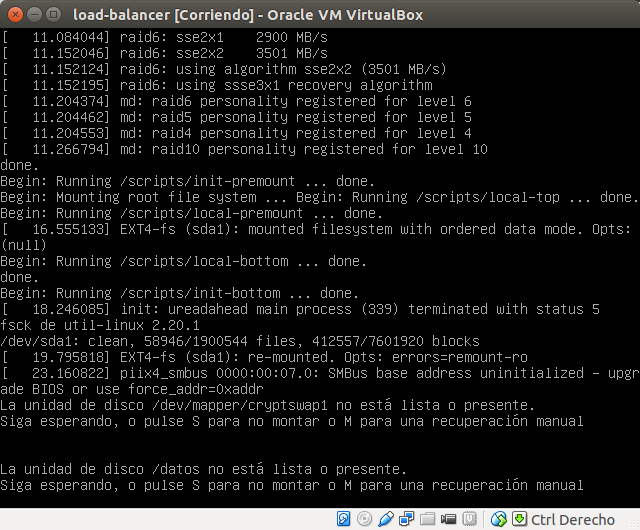 load-balancer [Corriendo] - Oracle VM VirtualBox
[   11.084044] raid6: sse2x1    2900 MB/s
[   11.152046] raid6: sse2x2    3501 MB/s
[   11.152124] raid6: using algorithm sse2x2 (3501 MB/s)
[   11.152195] raid6: using ssse3x1 recovery algorithm
[   11.204374] md: raid6 personality registered for level 6
[   11.204462] md: raid5 personality registered for level 5
[   11.204553] md: raid4 personality registered for level 4
[   11.266794] md: raid10 personality registered for level 10
done.
Begin: Running /scripts/init-premount ... done.
Begin: Mounting root file system ... Begin: Running /scripts/local-top ... done.
Begin: Running /scripts/local-premount ... done.
[   16.555133] EXT4-fs (sda1): mounted filesystem with ordered data mode. Opts:
(null)
Begin: Running /scripts/local-bottom ... done.
done.
Begin: Running /scripts/init-bottom ... done.
[   18.246085] init: ureadahead main process (339) terminated with status 5
fsck de util-linux 2.20.1
/dev/sda1: clean, 58946/1900544 files, 412557/7601920 blocks
[   19.795818] EXT4-fs (sda1): re-mounted. Opts: errors=remount-ro
[   23.160822] piix4_smbus 0000:00:07.0: SMBus base address uninitialized - upgr
ade BIOS or use force_addr=0xaddr
La unidad de disco /dev/mapper/cryptswap1 no está lista o presente.
Siga esperando, o pulse S para no montar o M para una recuperación manual
La unidad de disco /datos no está lista o presente.
Siga esperando, o pulse S para no montar o M para una recuperación manual
Ctrl Derecho